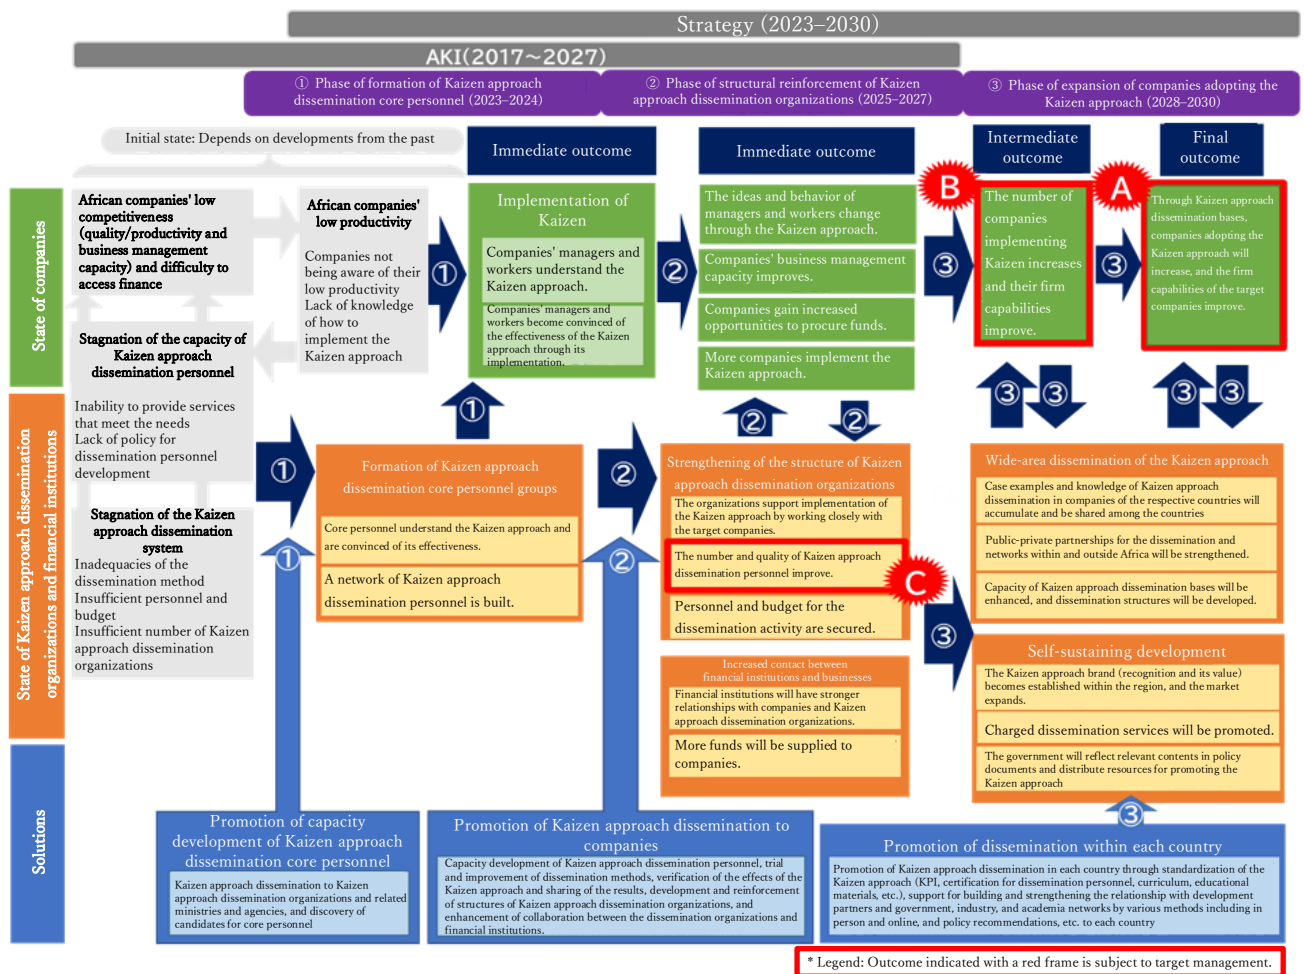 Strategy (2023–2030)
AKI(2017～2027)
① Phase of formation of Kaizen approach
dissemination core personnel (2023–2024)
② Phase of structural reinforcement of Kaizen
approach dissemination organizations (2025–2027)
③ Phase of expansion of companies adopting the
Kaizen approach (2028–2030)
Initial state: Depends on developments from the past
Immediate outcome
Immediate outcome
Intermediate
outcome
Final
outcome
State of companies
African companies' low
competitiveness
(quality/productivity and
business management
capacity) and difficulty to
access finance
African companies'
low productivity
Companies not
being aware of their
low productivity
Lack of knowledge
of how to
implement the
Kaizen approach
①
Implementation of
Kaizen
Companies' managers and
workers understand the
Kaizen approach.
Companies' managers and
workers become convinced of
the effectiveness of the Kaizen
approach through its
implementation.
②
The ideas and behavior of
managers and workers change
through the Kaizen approach.
Companies' business management
capacity improves.
Companies gain increased
opportunities to procure funds.
More companies implement the
Kaizen approach.
③
B
The number of
companies
implementing
Kaizen increases
and their firm
capabilities
improve.
③
A
Through Kaizen approach
dissemination bases,
companies adopting the
Kaizen approach will
increase, and the firm
capabilities of the target
companies improve.
Stagnation of the capacity of
Kaizen approach
dissemination personnel
Inability to provide services
that meet the needs
Lack of policy for
dissemination personnel
development
①
②
②
③
③
③
③
State of Kaizen approach dissemination
organizations and financial institutions
Stagnation of the Kaizen
approach dissemination
system
Inadequacies of the
dissemination method
Insufficient personnel and
budget
Insufficient number of Kaizen
approach dissemination
organizations
①
①
Formation of Kaizen approach
dissemination core personnel groups
Core personnel understand the Kaizen approach and
are convinced of its effectiveness.
A network of Kaizen approach
dissemination personnel is built.
②
②
Strengthening of the structure of Kaizen
approach dissemination organizations
The organizations support implementation of
the Kaizen approach by working closely with
the target companies.
The number and quality of Kaizen approach
dissemination personnel improve.
C
Personnel and budget for the
dissemination activity are secured.
Increased contact between
financial institutions and businesses
Financial institutions will have stronger
relationships with companies and Kaizen
approach dissemination organizations.
More funds will be supplied to
companies.
③
Wide-area dissemination of the Kaizen approach
Case examples and knowledge of Kaizen approach
dissemination in companies of the respective countries will
accumulate and be shared among the countries
Public-private partnerships for the dissemination and
networks within and outside Africa will be strengthened.
Capacity of Kaizen approach dissemination bases will be
enhanced, and dissemination structures will be developed.
Self-sustaining development
The Kaizen approach brand (recognition and its value)
becomes established within the region, and the market
expands.
Charged dissemination services will be promoted.
The government will reflect relevant contents in policy
documents and distribute resources for promoting the
Kaizen approach
③
Solutions
Promotion of capacity
development of Kaizen approach
dissemination core personnel
Kaizen approach dissemination to Kaizen
approach dissemination organizations and related
ministries and agencies, and discovery of
candidates for core personnel
Promotion of Kaizen approach dissemination to
companies
Capacity development of Kaizen approach dissemination personnel, trial
and improvement of dissemination methods, verification of the effects of the
Kaizen approach and sharing of the results, development and reinforcement
of structures of Kaizen approach dissemination organizations, and
enhancement of collaboration between the dissemination organizations and
financial institutions.
Promotion of dissemination within each country
Promotion of Kaizen approach dissemination in each country through standardization of the
Kaizen approach (KPI, certification for dissemination personnel, curriculum, educational
materials, etc.), support for building and strengthening the relationship with development
partners and government, industry, and academia networks by various methods including in
person and online, and policy recommendations, etc. to each country
* Legend: Outcome indicated with a red frame is subject to target management.